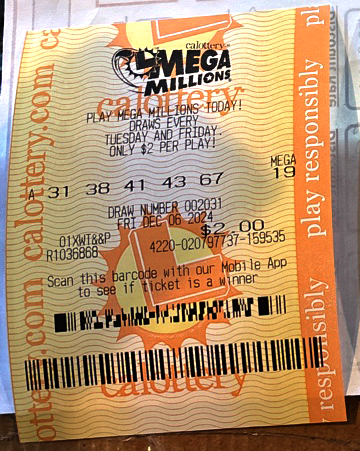 calottery
MEGA
MILLIONS
calottery
PLAY MEGA MILLIONS TODAY!
DRAWS EVERY
TUESDAY AND FRIDAY
ONLY $2 PER PLAY!
MEGA
A 31 38 41 43 67 19
DRAW NUMBER 002031
FRI DEC 06 2024
$2.00
01XWT&P 4220-020797737-159535
R1036868
Scan this barcode with our Mobile App
to see if ticket is a winner
calottery
calottery.com
play responsibly
responsibly